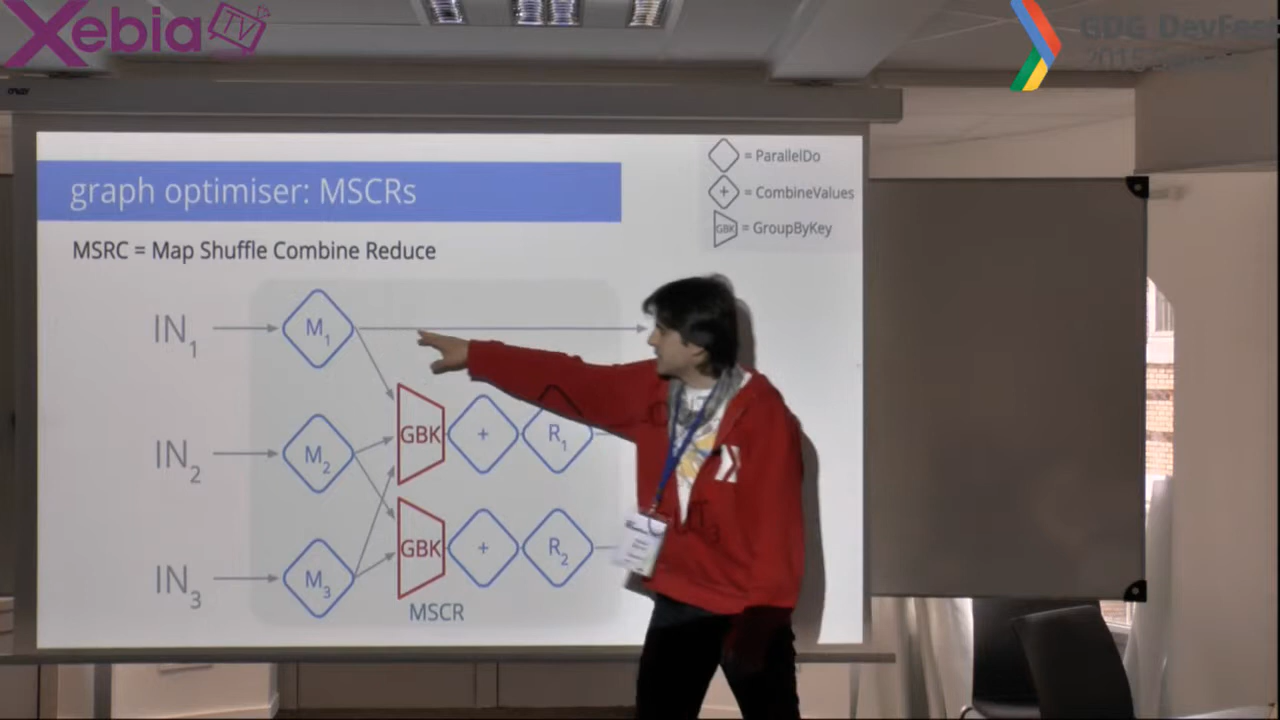 Xebia TV
GDG DevFest
2015
graph optimiser: MSCRs
= ParallelDo
+ = CombineValues
GBK = GroupByKey
MSRC = Map Shuffle Combine Reduce
IN1 M1
IN2 M2 GBK + R1
IN3 M3 GBK + R2
MSCR